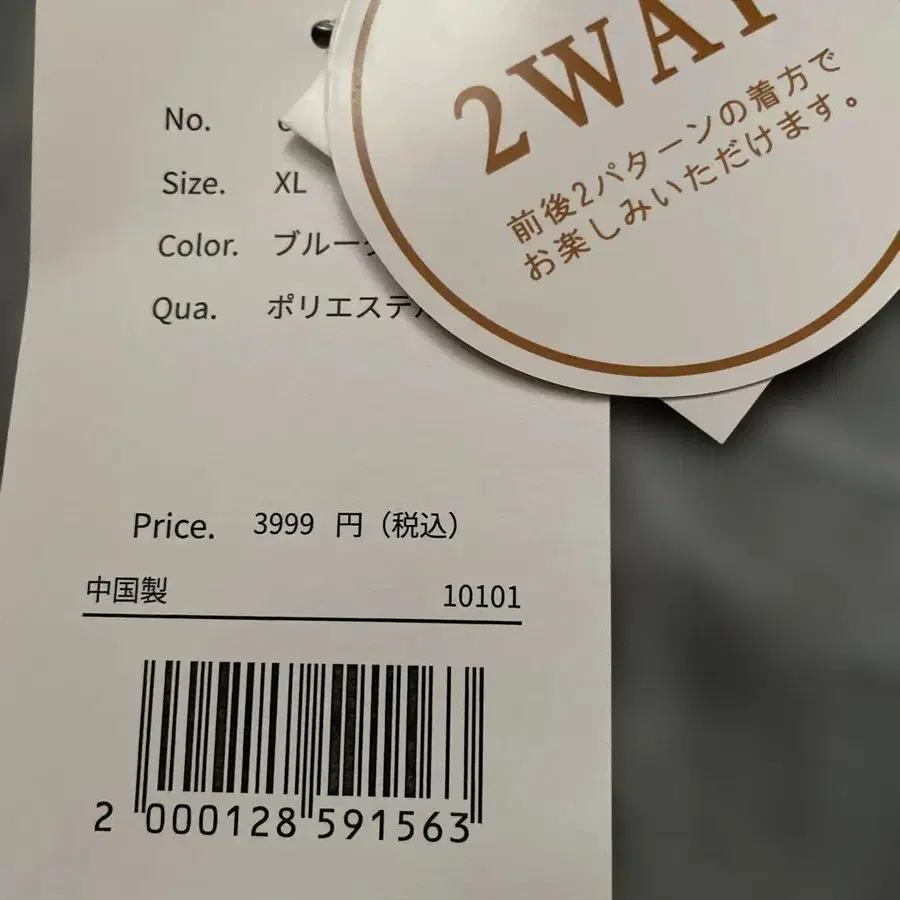 2WAY
前後2パターンの着方で
お楽しみいただけます。
No.
Size. XL
Color. ブルー
Qua. ポリエステル
Price. 3999 円（税込）
中国製 10101
2 000128 591563